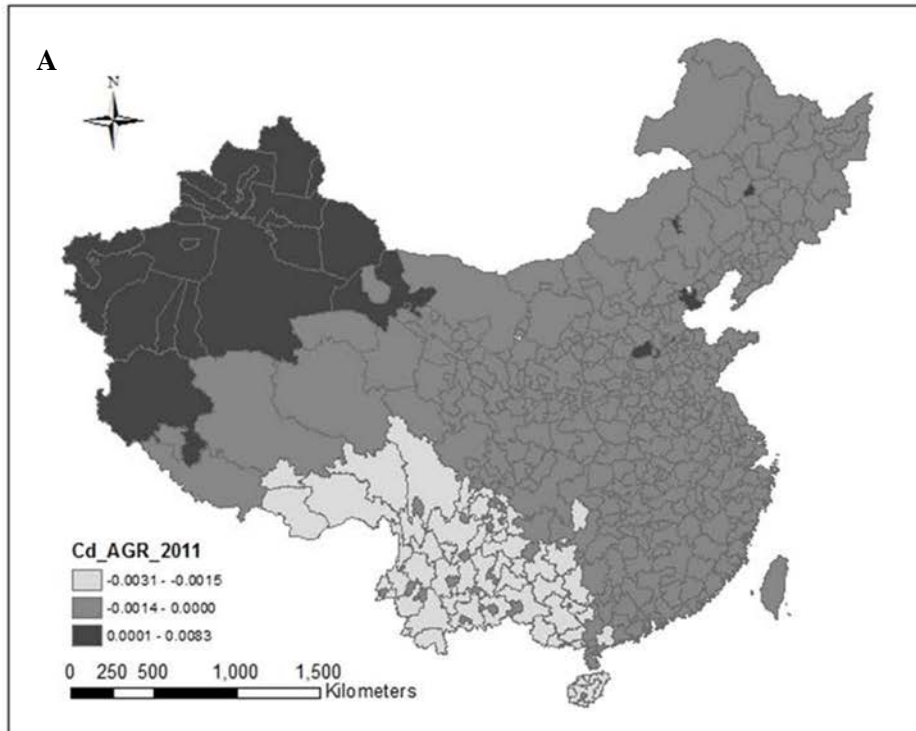 A
N
Cd_AGR_2011
-0.0031 - -0.0015
-0.0014 - 0.0000
0.0001 - 0.0083
0 250 500 1,000 1,500
Kilometers